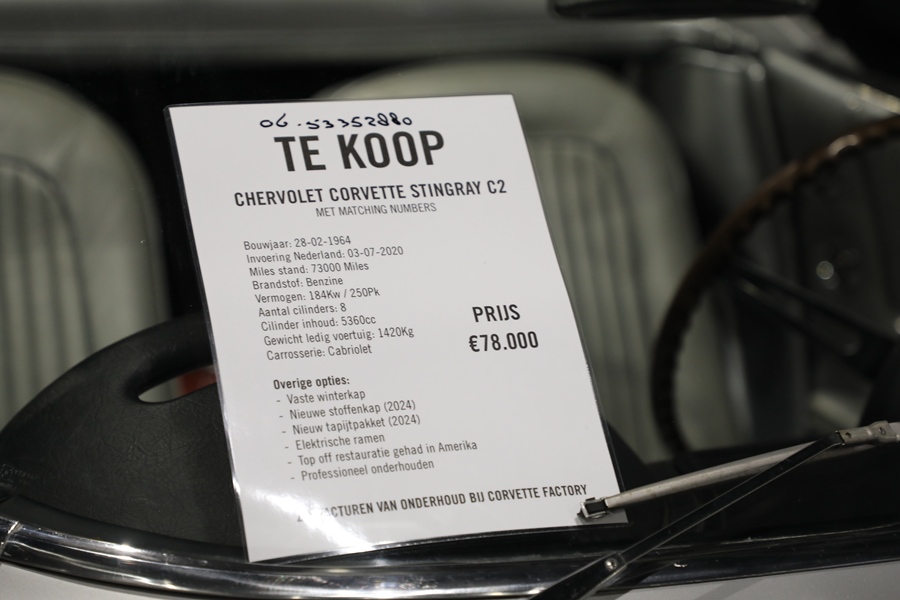 06-53352880
TE KOOP
CHERVOLET CORVETTE STINGRAY C2
MET MATCHING NUMBERS
Bouwjaar: 28-02-1964
Invoering Nederland: 03-07-2020
Miles stand: 73000 Miles
Brandstof: Benzine
Vermogen: 184Kw / 250Pk
Aantal cilinders: 8
Cilinder inhoud: 5360cc
Gewicht ledig voertuig: 1420Kg
Carrosserie: Cabriolet
PRIJS
€78.000
Overige opties:
- Vaste winterkap
- Nieuwe stoffenkap (2024)
- Nieuw tapijtpakket (2024)
- Elektrische ramen
- Top off restauratie gehad in Amerika
- Professioneel onderhouden
VAN ONDERHOUD BIJ CORVETTE FACTORY